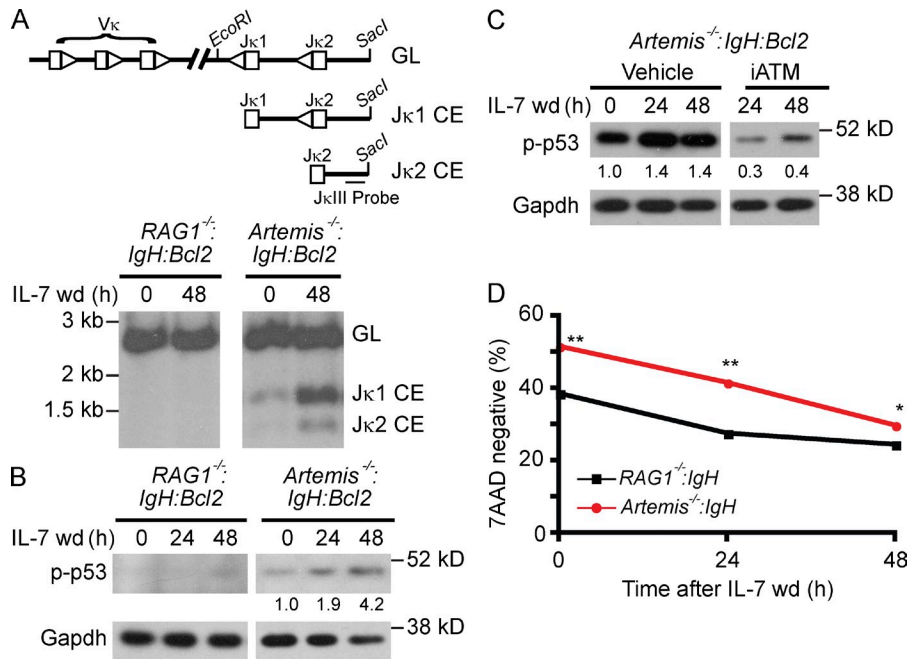 A
Vκ
EcoRI
Jκ1
Jκ2
SacI
GL
Jκ1
Jκ2
SacI
Jκ1 CE
Jκ2
SacI
Jκ2 CE
JκIII Probe
RAG1-/-:
IgH:Bcl2
Artemis-/-:
IgH:Bcl2
IL-7 wd (h)
0
48
0
48
3 kb
2 kb
1.5 kb
GL
Jκ1 CE
Jκ2 CE
B
RAG1-/-:
IgH:Bcl2
Artemis-/-:
IgH:Bcl2
IL-7 wd (h)
0 24 48
0 24 48
p-p53
52 kD
1.0 1.9 4.2
Gapdh
38 kD
C
Artemis-/-:IgH:Bcl2
Vehicle
iATM
IL-7 wd (h)
0 24 48
24 48
p-p53
52 kD
1.0 1.4 1.4
0.3 0.4
Gapdh
38 kD
D
60
40
20
0
7AAD negative (%)
**
**
*
RAG1-/-:IgH
Artemis-/-:IgH
0
24
48
Time after IL-7 wd (h)